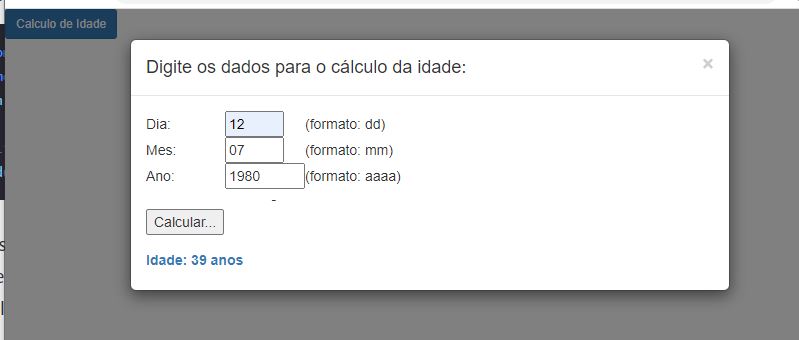 Calculo de Idade
Digite os dados para o cálculo da idade: ×
Dia: 12 (formato: dd)
Mes: 07 (formato: mm)
Ano: 1980 (formato: aaaa)
-
Calcular...
Idade: 39 anos